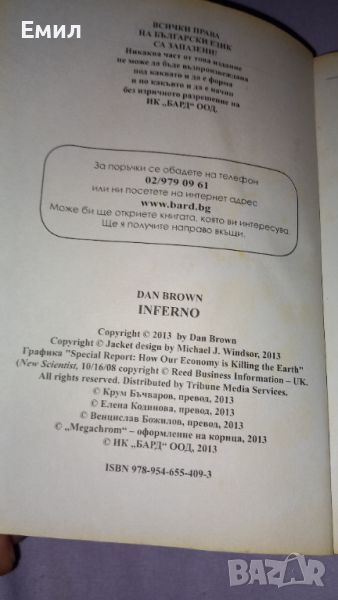 Емил
ВСИЧКИ ПРАВА
НА БЪЛГАРСКИ ЕЗИК
СА ЗАПАЗЕНИ!
Никаква част от това издание
не може да бъде възпроизвеждана
под каквато и да е форма
и по какъвто и да е начин
без изричното разрешение на
ИК „БАРД" ООД.
За поръчки се обадете на телефон
02/979 09 61
или ни посетете на интернет адрес
www.bard.bg
Може би ще откриете книгата, която ви интересува.
Ще я получите направо вкъщи.
DAN BROWN
INFERNO
Copyright © 2013 by Dan Brown
Copyright © Jacket design by Michael J. Windsor, 2013
Графика "Special Report: How Our Economy is Killing the Earth"
(New Scientist, 10/16/08 copyright © Reed Business Information – UK.
All rights reserved. Distributed by Tribune Media Services.
© Крум Бъчваров, превод, 2013
© Елена Кодинова, превод, 2013
© Венцислав Божилов, превод, 2013
© „Megachrom" – оформление на корица, 2013
© ИК „БАРД" ООД, 2013
ISBN 978-954-655-409-3
BAZAR
bg